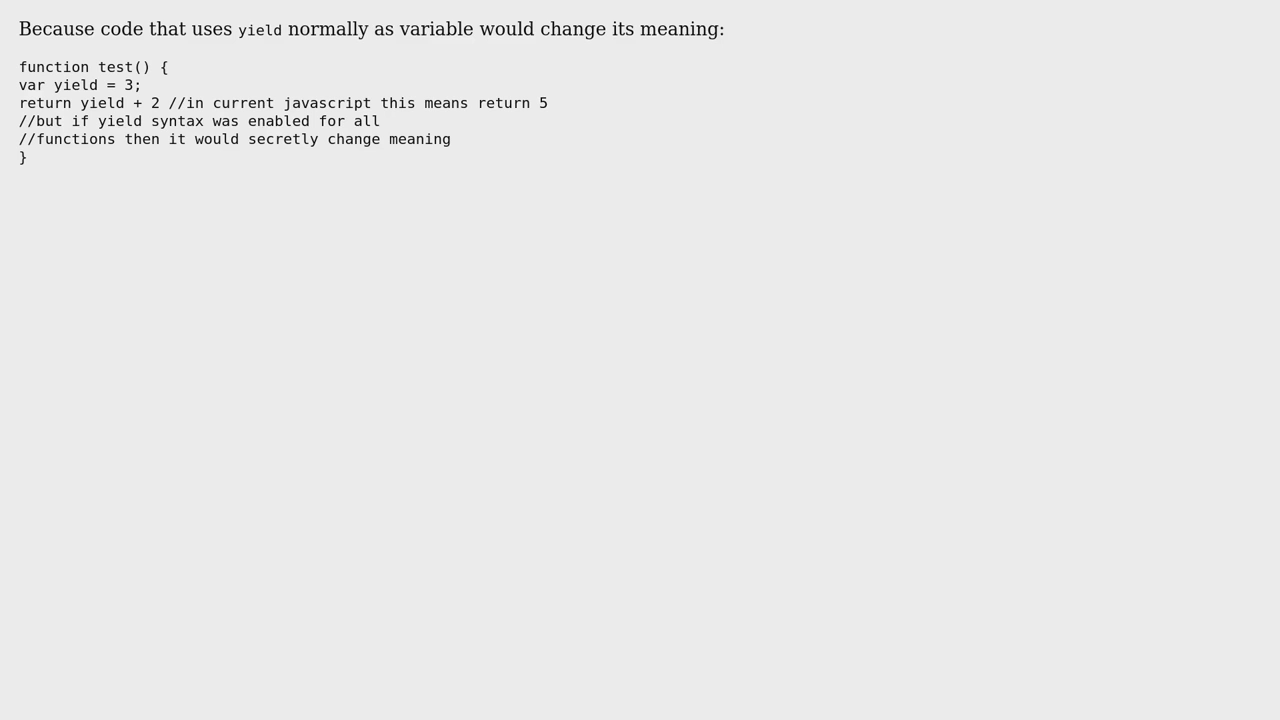 Because code that uses yield normally as variable would change its meaning:
function test() {
var yield = 3;
return yield + 2 //in current javascript this means return 5
//but if yield syntax was enabled for all
//functions then it would secretly change meaning
}